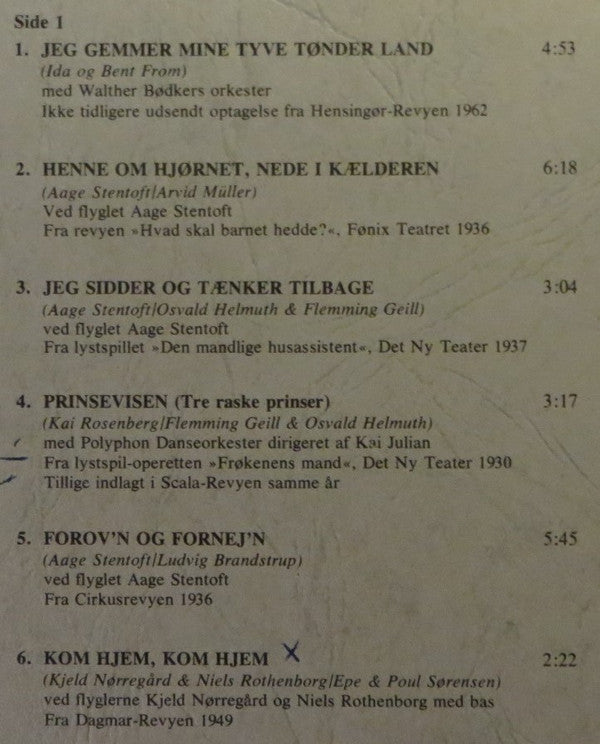 Side 1
1. JEG GEMMER MINE TYVE TØNDER LAND 4:53
(Ida og Bent From)
med Walther Bødkers orkester
Ikke tidligere udsendt optagelse fra Hensingør-Revyen 1962
2. HENNE OM HJØRNET, NEDE I KÆLDEREN 6:18
(Aage Stentoft/Arvid Müller)
Ved flyglet Aage Stentoft
Fra revyen »Hvad skal barnet hedde?«, Fønix Teatret 1936
3. JEG SIDDER OG TÆNKER TILBAGE 3:04
(Aage Stentoft/Osvald Helmuth & Flemming Geill)
ved flyglet Aage Stentoft
Fra lystspillet »Den mandlige husassistent«, Det Ny Teater 1937
4. PRINSEVISEN (Tre raske prinser) 3:17
(Kai Rosenberg/Flemming Geill & Osvald Helmuth)
med Polyphon Danseorkester dirigeret af Kai Julian
Fra lystspil-operetten »Frøkenens mand«, Det Ny Teater 1930
Tillige indlagt i Scala-Revyen samme år
5. FOROV'N OG FORNEJ'N 5:45
(Aage Stentoft/Ludvig Brandstrup)
ved flyglet Aage Stentoft
Fra Cirkusrevyen 1936
6. KOM HJEM, KOM HJEM X 2:22
(Kjeld Nørregård & Niels Rothenborg/Epe & Poul Sørensen)
ved flyglerne Kjeld Nørregård og Niels Rothenborg med bas
Fra Dagmar-Revyen 1949